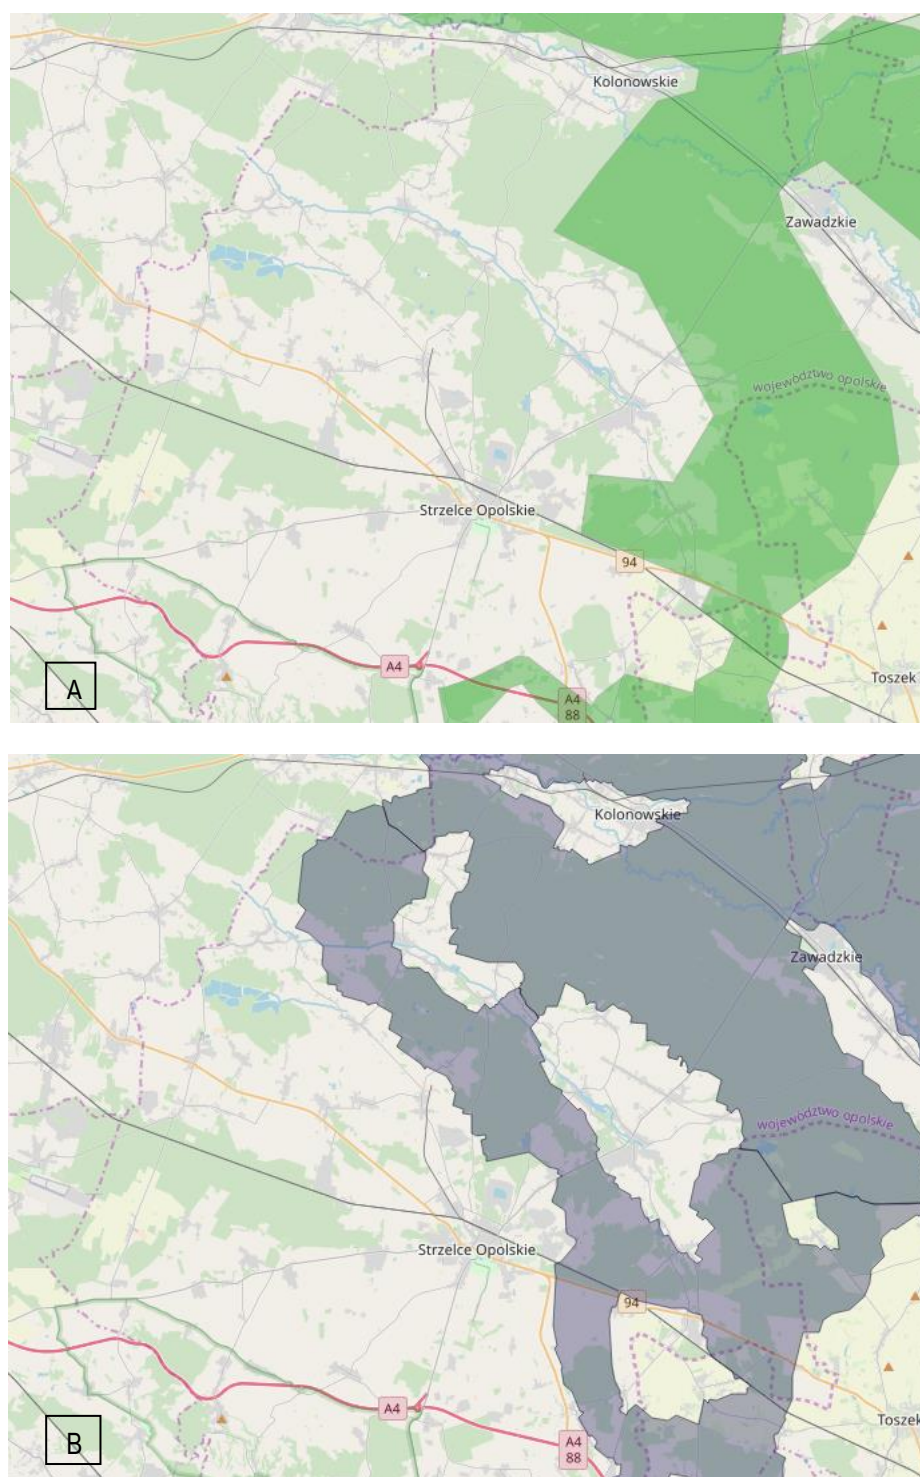 Kolonowskie
Zawadzkie
województwo opolskie
Strzelce Opolskie
94
A4
Toszek
A4
88
A
Kolonowskie
Zawadzkie
województwo opolskie
Strzelce Opolskie
94
A4
Toszek
A4
88
B